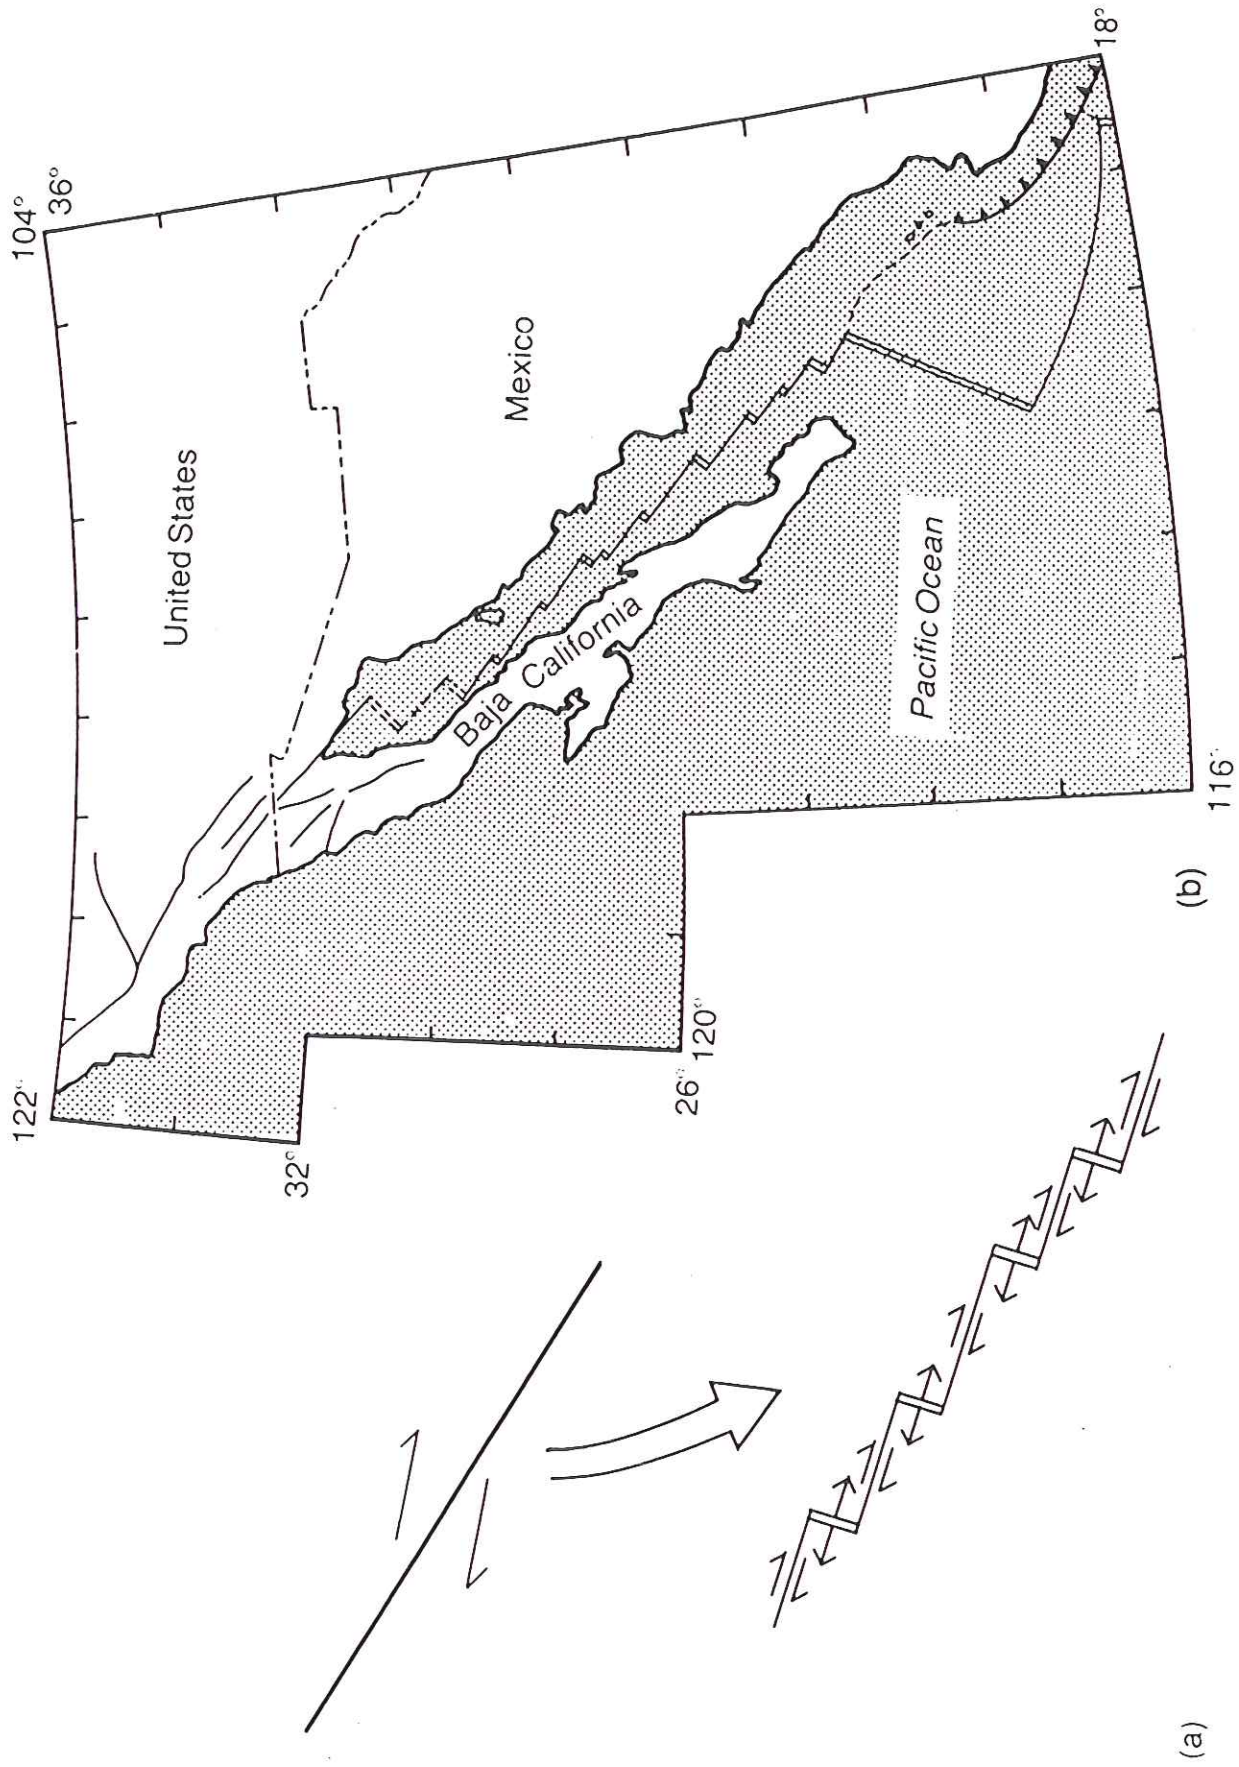 (a)
(b)
122°
104°
36°
United States
Mexico
Baja California
Pacific Ocean
32°
26°
120°
116°
18°